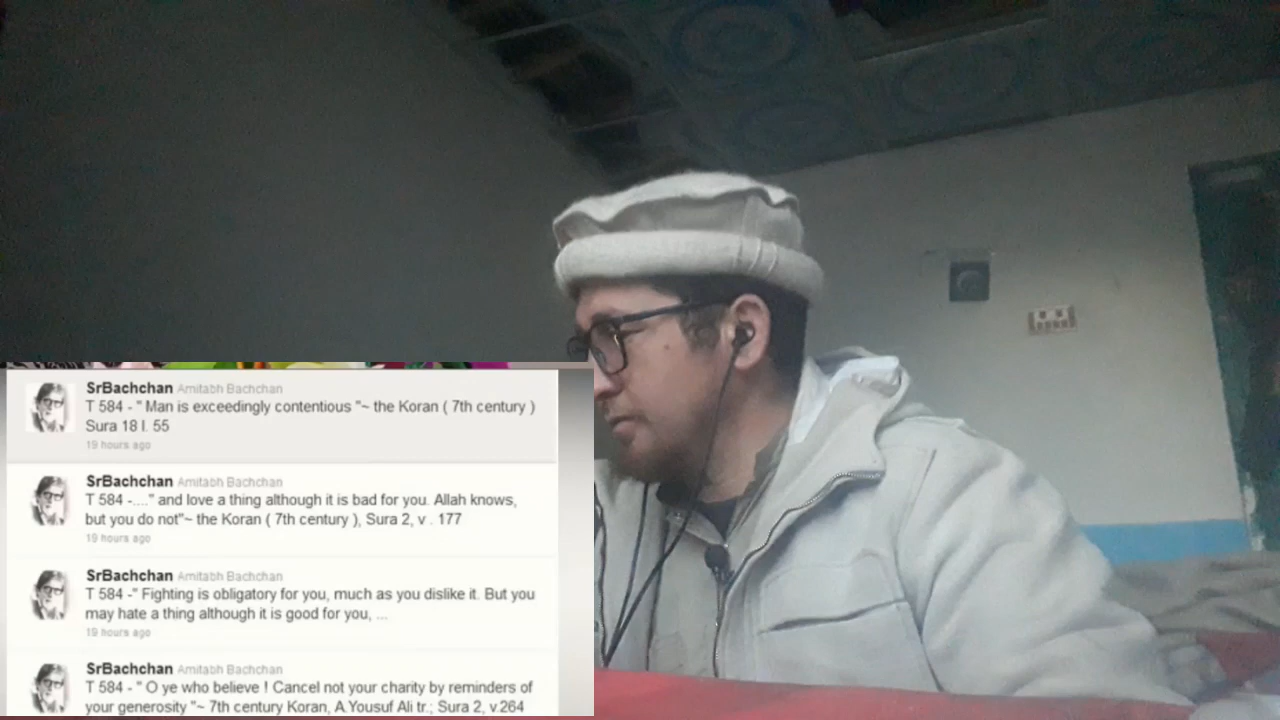 SrBachchan Amitabh Bachchan
T 584 - " Man is exceedingly contentious "~ the Koran ( 7th century )
Sura 18 l. 55
19 hours ago
SrBachchan Amitabh Bachchan
T 584 -...." and love a thing although it is bad for you. Allah knows,
but you do not"~ the Koran ( 7th century ), Sura 2, v . 177
19 hours ago
SrBachchan Amitabh Bachchan
T 584 -" Fighting is obligatory for you, much as you dislike it. But you
may hate a thing although it is good for you, ...
19 hours ago
SrBachchan Amitabh Bachchan
T 584 - " O ye who believe ! Cancel not your charity by reminders of
your generosity "~ 7th century Koran, A.Yousuf Ali tr.; Sura 2, v.264